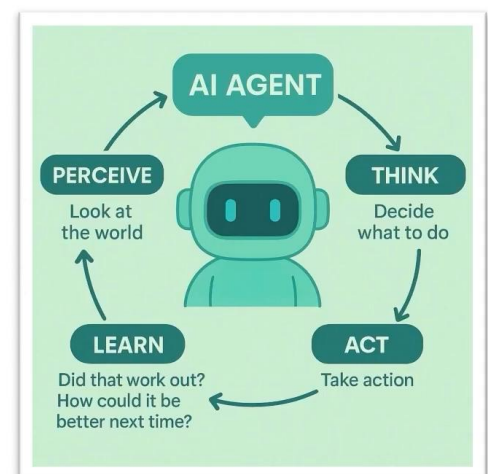 AI AGENT
PERCEIVE
Look at
the world
THINK
Decide
what to do
ACT
Take action
LEARN
Did that work out?
How could it be
better next time?